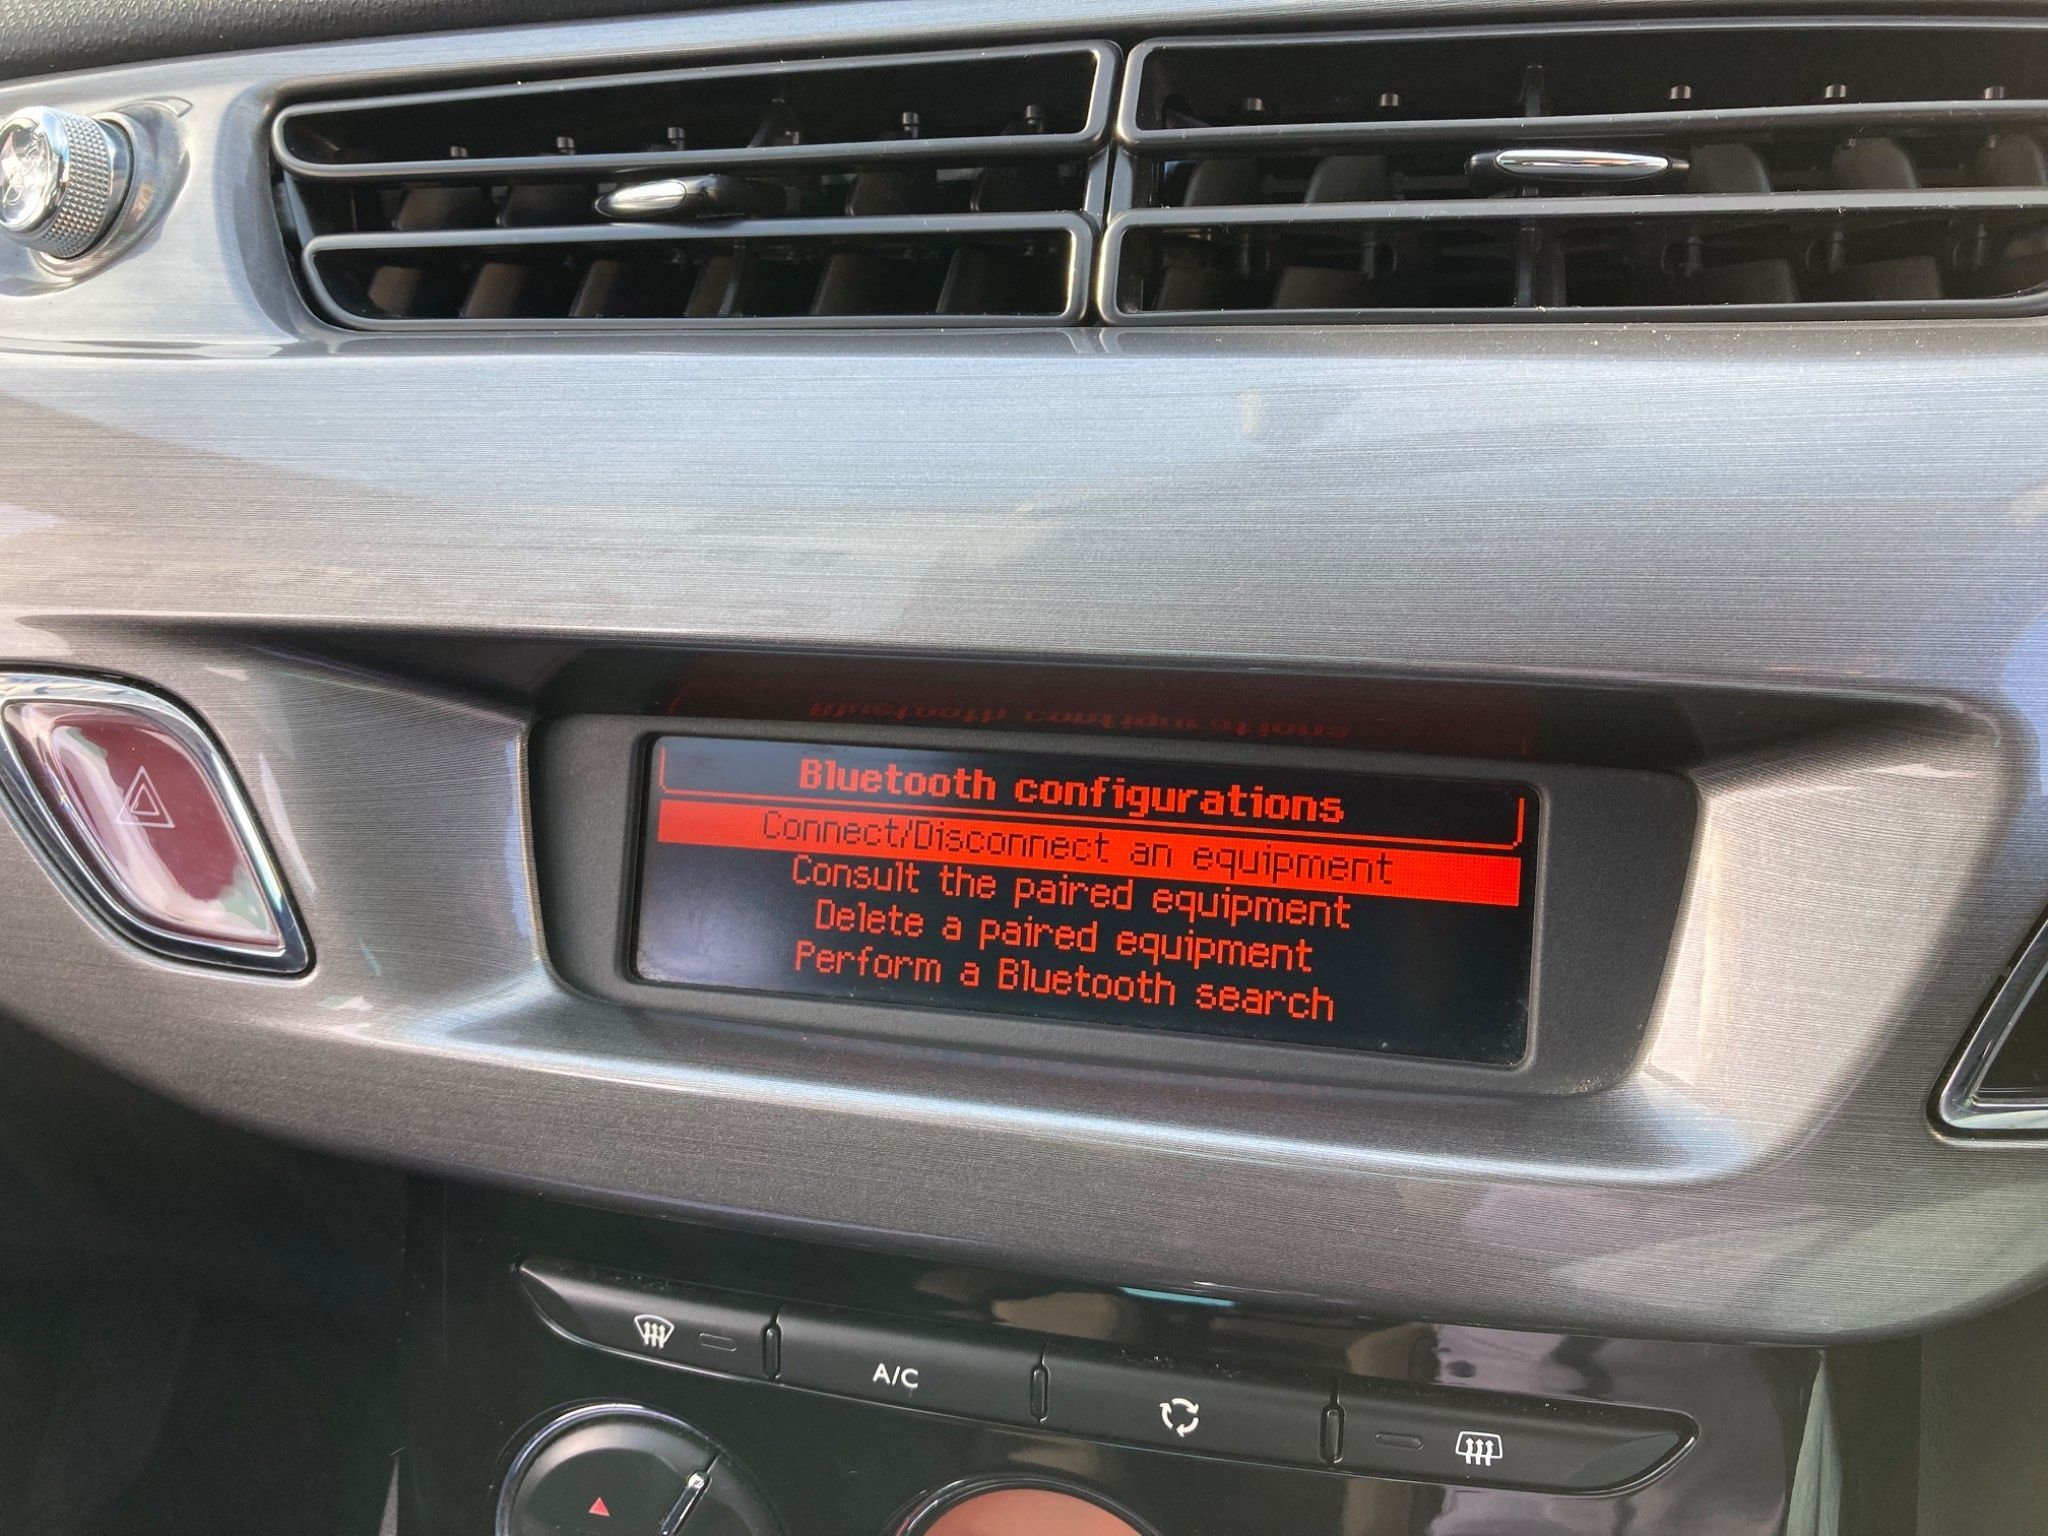 Bluetooth configurations
Connect/Disconnect an equipment
Consult the paired equipment
Delete a paired equipment
Perform a Bluetooth search
A/C